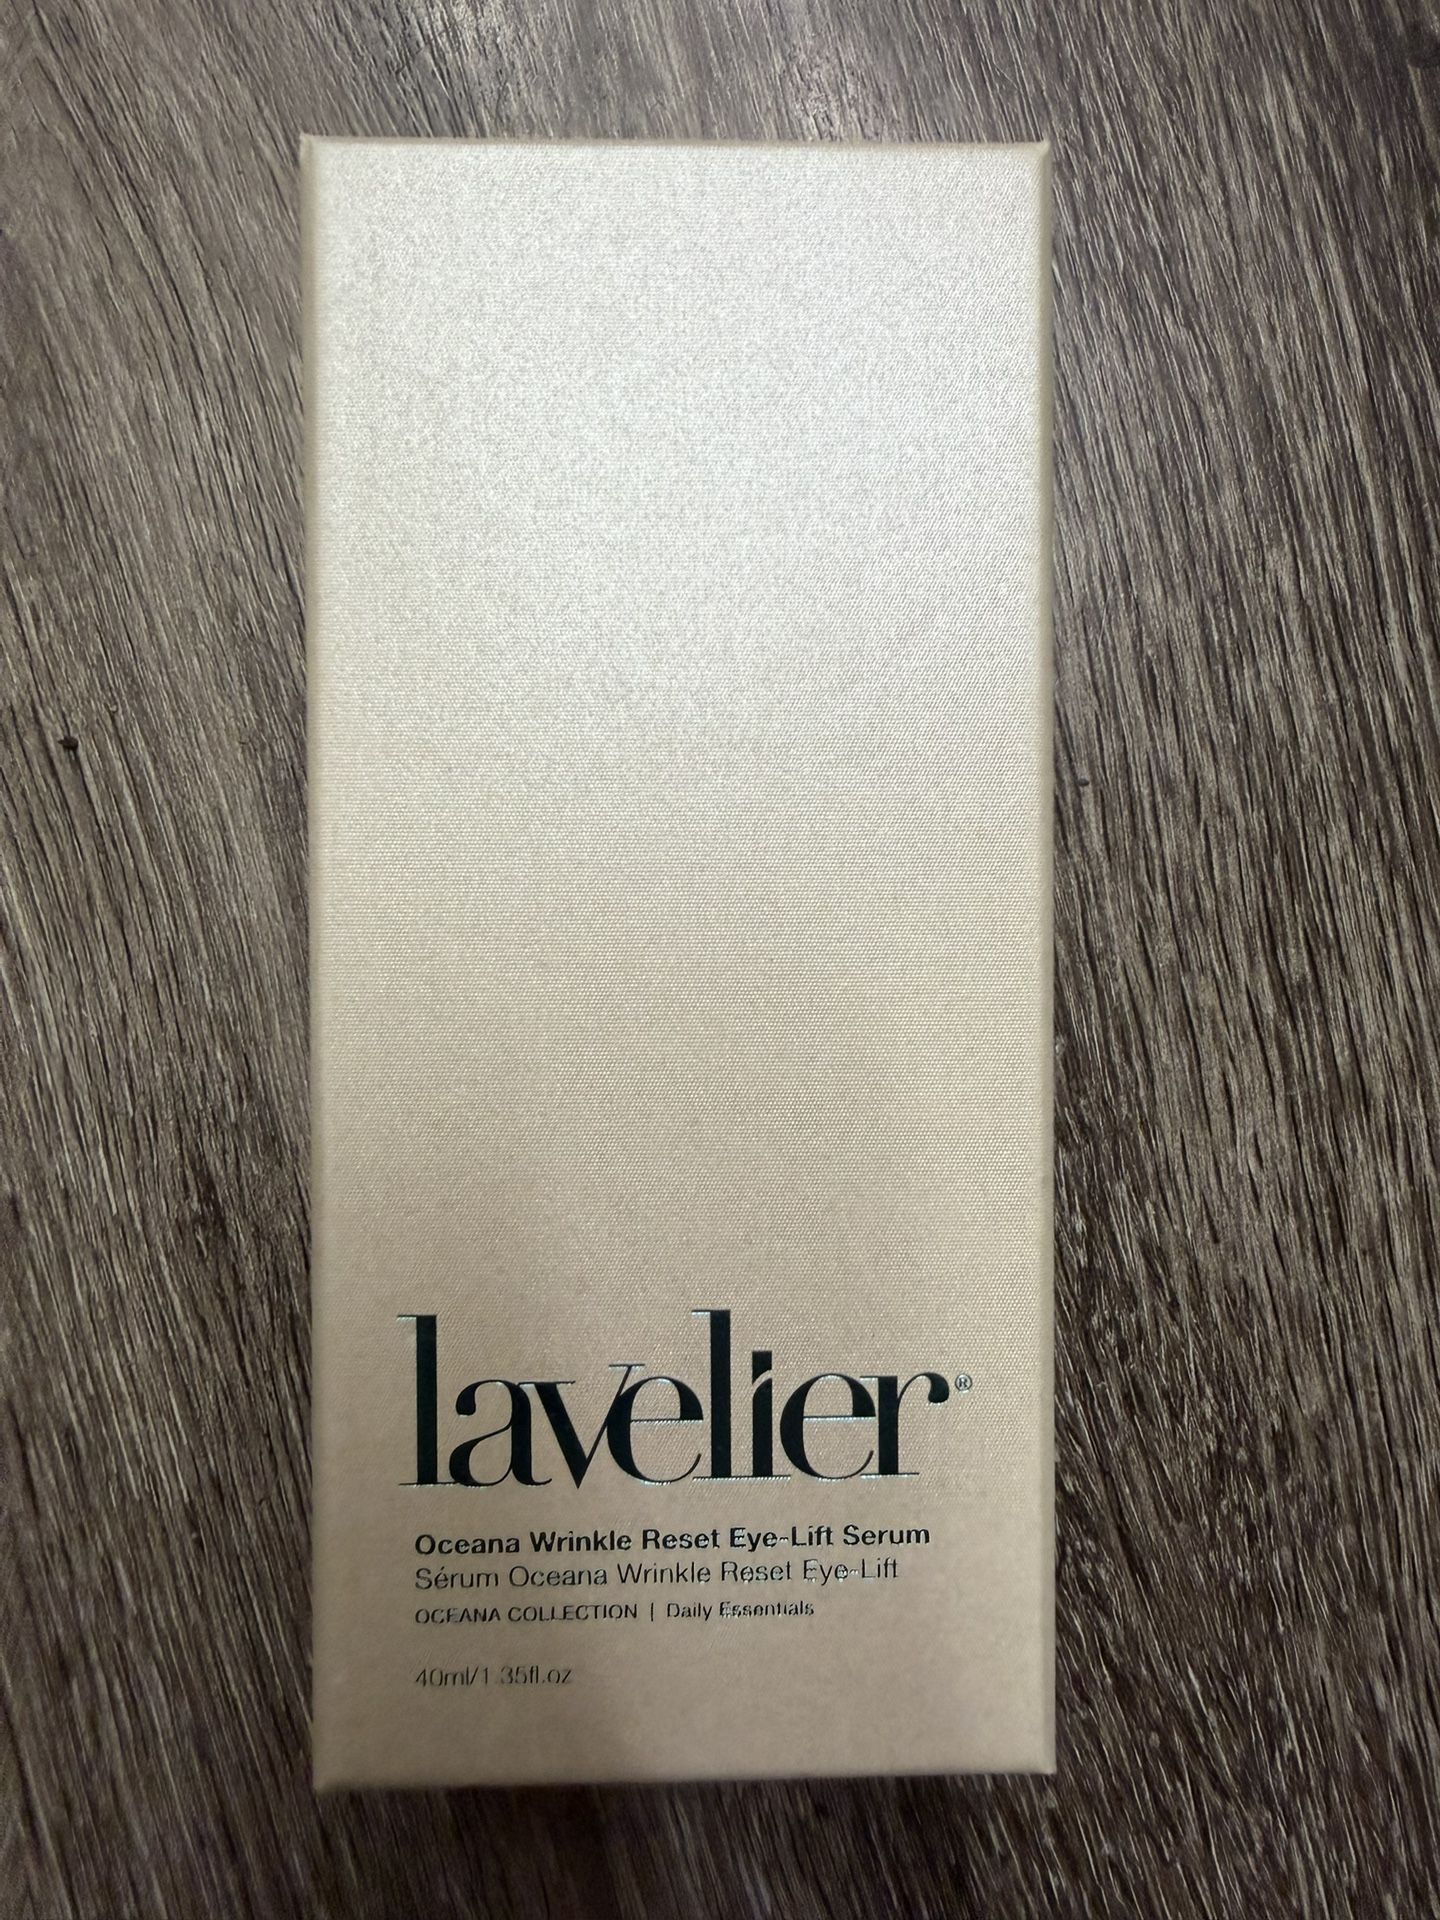 lavelier®
Oceana Wrinkle Reset Eye-Lift Serum
Sérum Oceana Wrinkle Reset Eye-Lift
OCEANA COLLECTION | Daily Essentials
40ml/1.35fl.oz